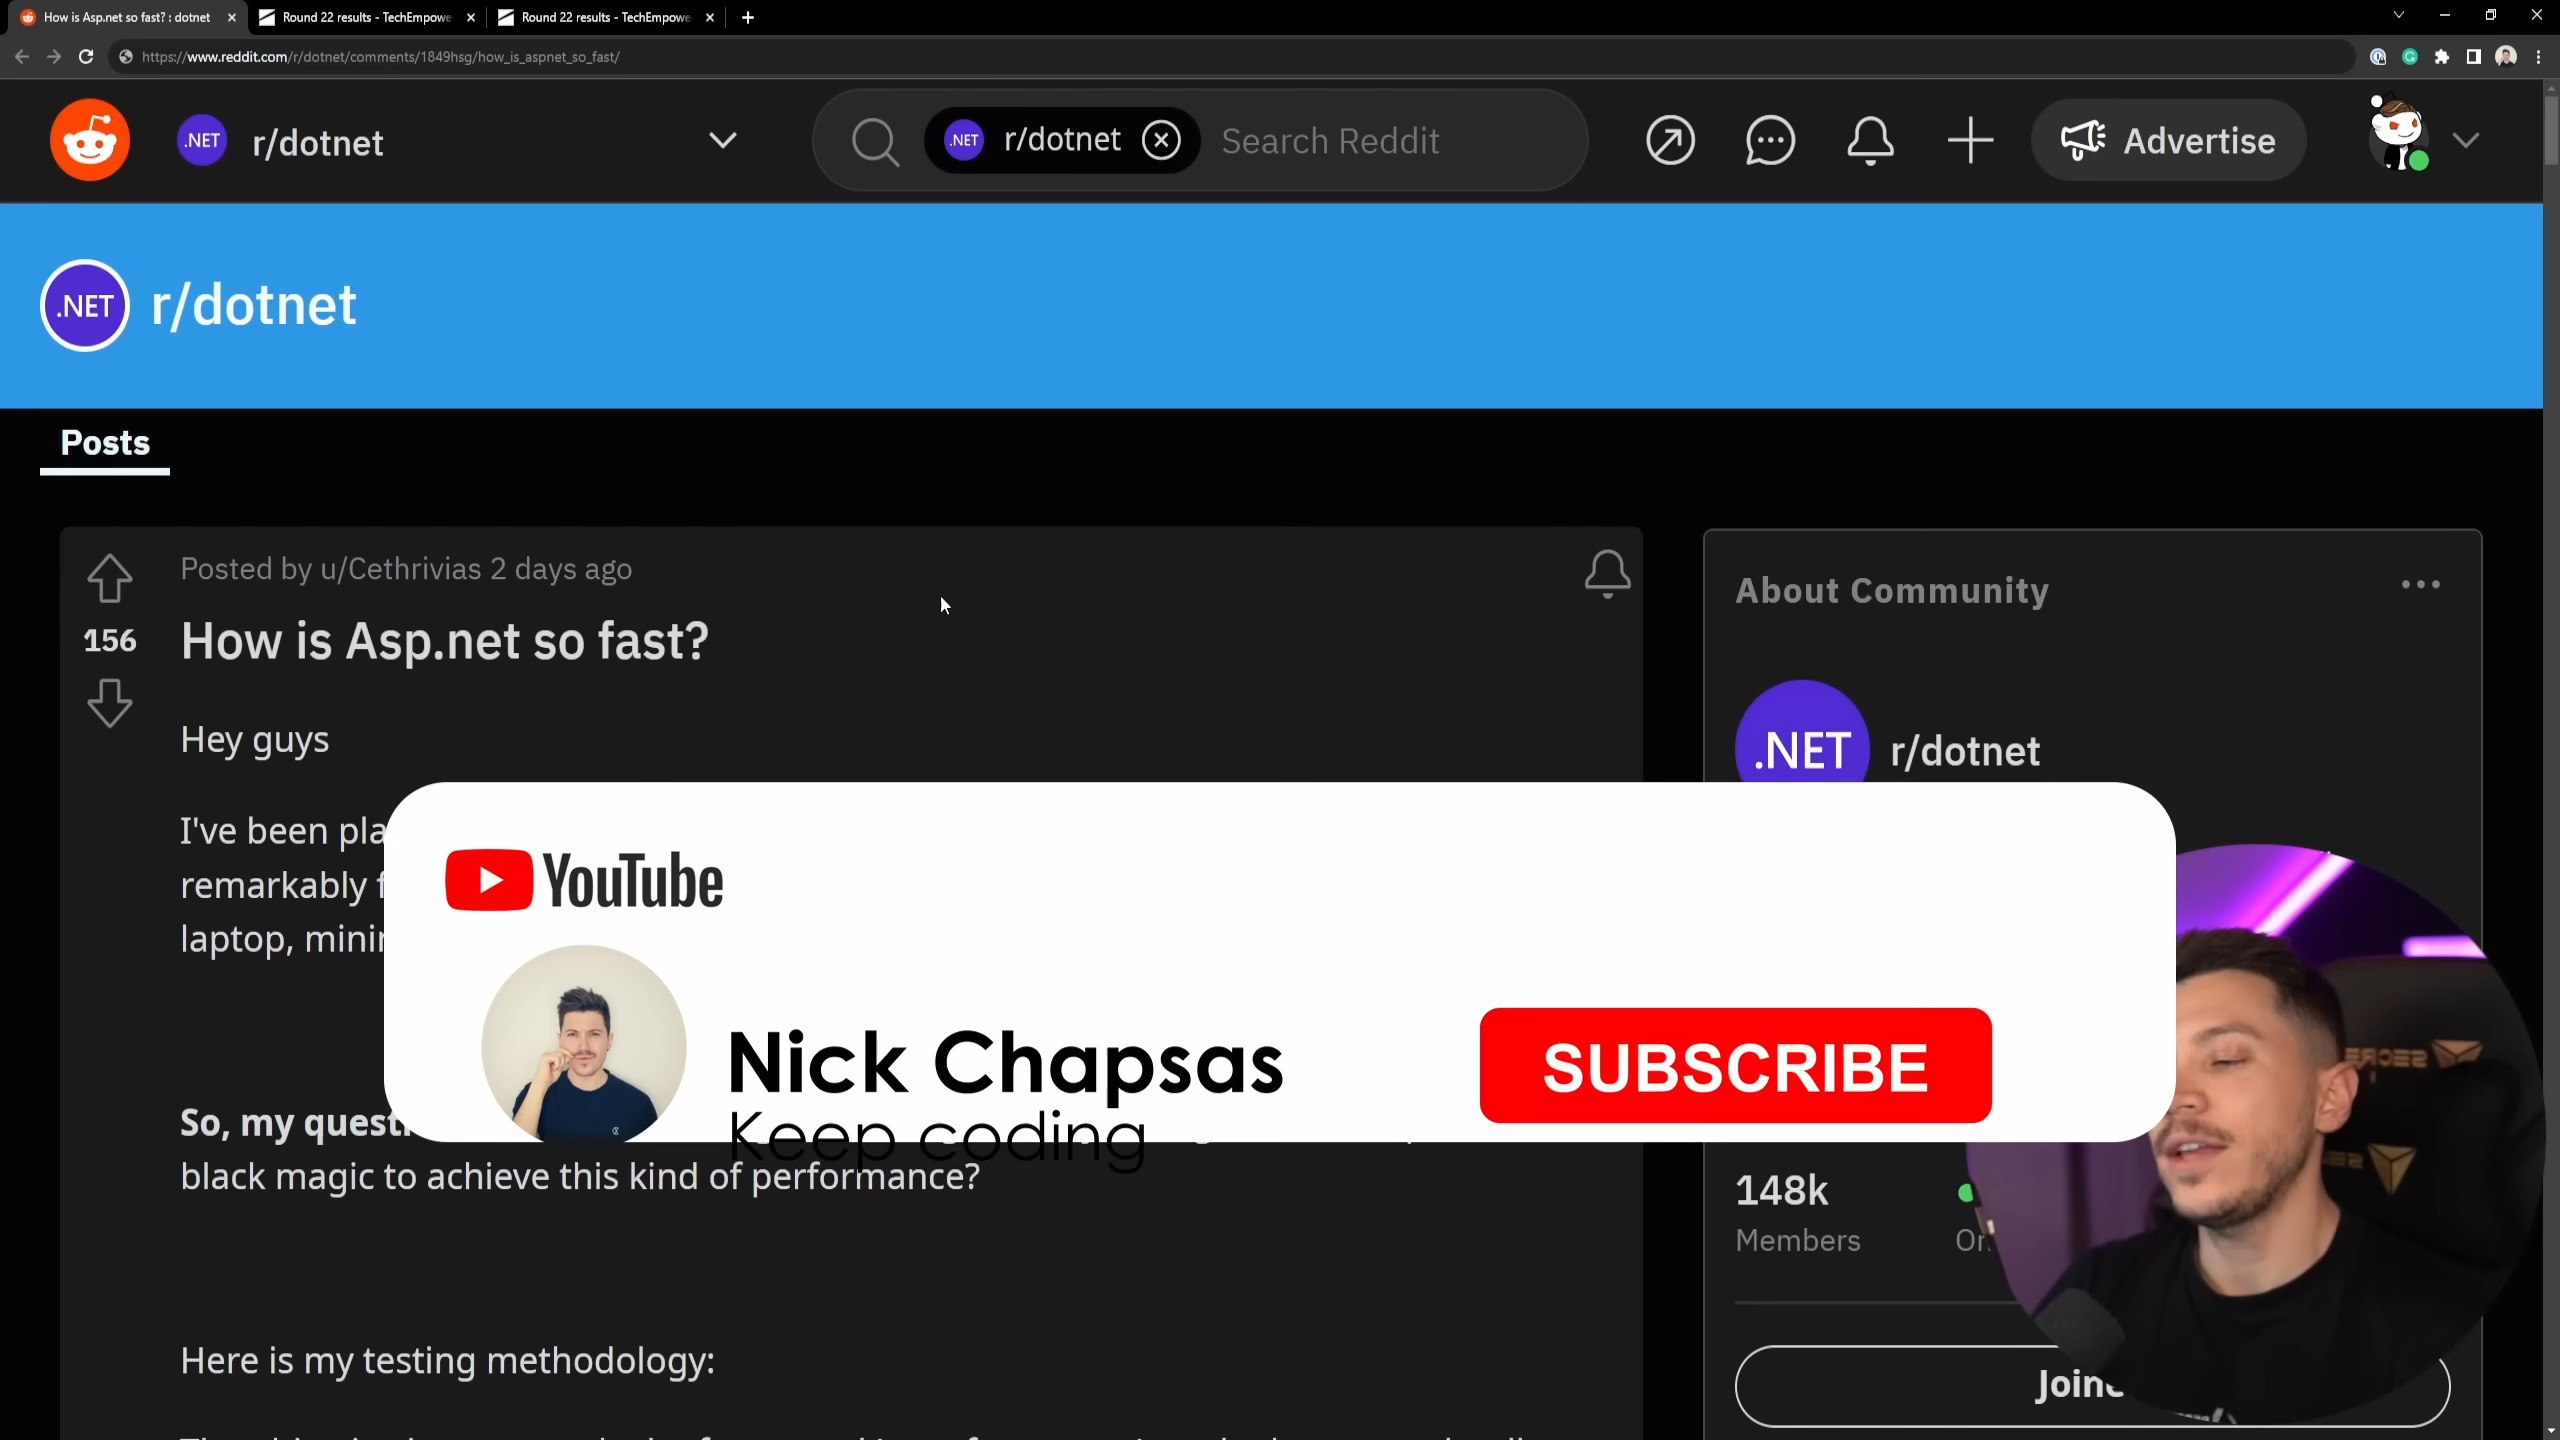 How is Asp.net so fast? : dotnet
Round 22 results - TechEmpowe
Round 22 results - TechEmpowe
https://www.reddit.com/r/dotnet/comments/1849hsg/how_is_aspnet_so_fast/
.NET r/dotnet
.NET r/dotnet Search Reddit
Advertise
.NET r/dotnet
Posts
Posted by u/Cethrivias 2 days ago
156
How is Asp.net so fast?
Hey guys
I've been
remarkably
laptop,
So, my
black magic to achieve this kind of performance?
Here is my testing methodology:
About Community
.NET r/dotnet
YouTube
Nick Chapsas
Keep coding
SUBSCRIBE
148k
Members